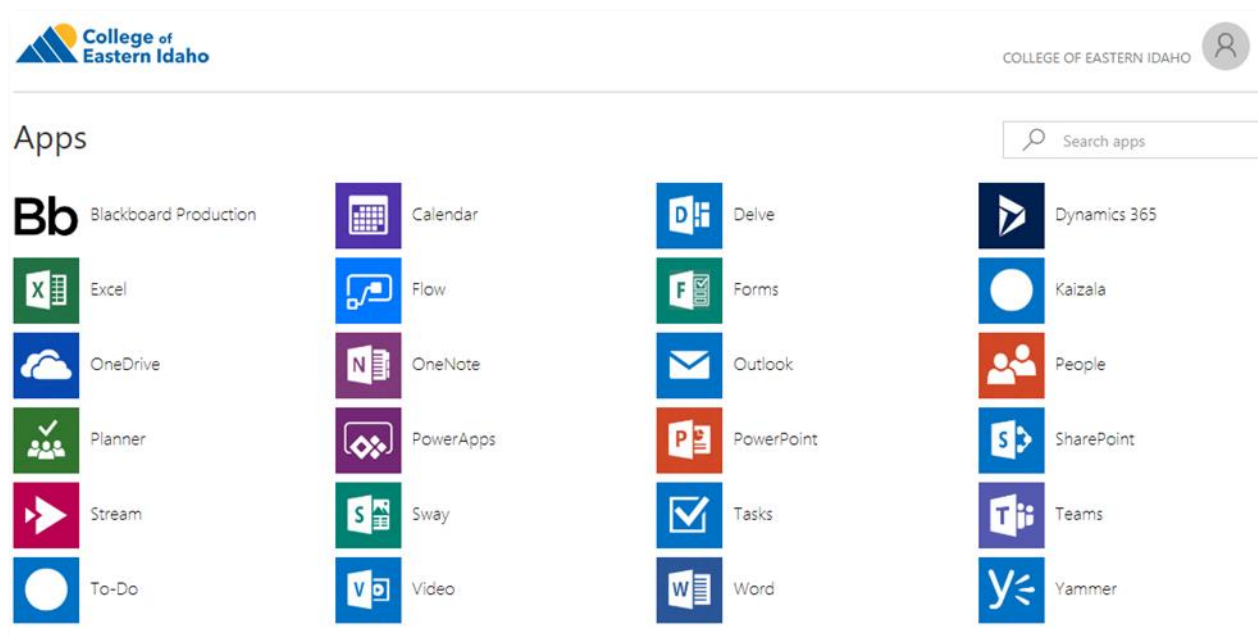 College of
Eastern Idaho
COLLEGE OF EASTERN IDAHO
Apps
Search apps
Bb Blackboard Production
Calendar
D Delve
Dynamics 365
X Excel
Flow
F Forms
Kaizala
OneDrive
N OneNote
Outlook
People
Planner
PowerApps
P PowerPoint
S SharePoint
Stream
S Sway
Tasks
T Teams
To-Do
V Video
W Word
Yammer